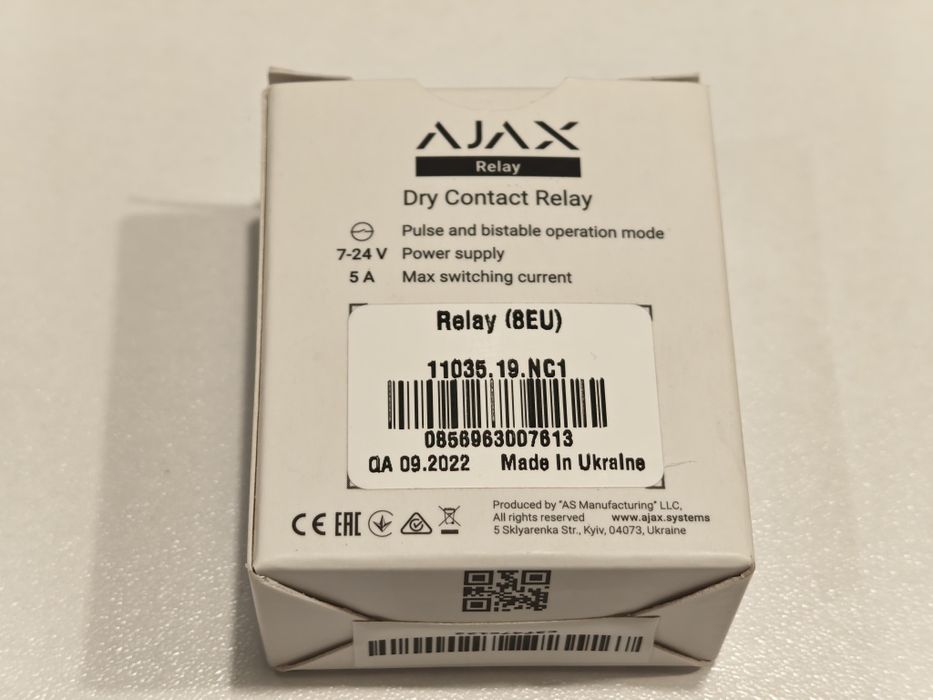 AJAX
Relay
Dry Contact Relay
Pulse and bistable operation mode
7-24 V Power supply
5 A Max switching current
Relay (8EU)
11035.19.NC1
0856963007613
QA 09.2022 Made In Ukraine
CE EAC
Produced by "AS Manufacturing" LLC,
All rights reserved www.ajax.systems
5 Sklyarenka Str., Kyiv, 04073, Ukraine